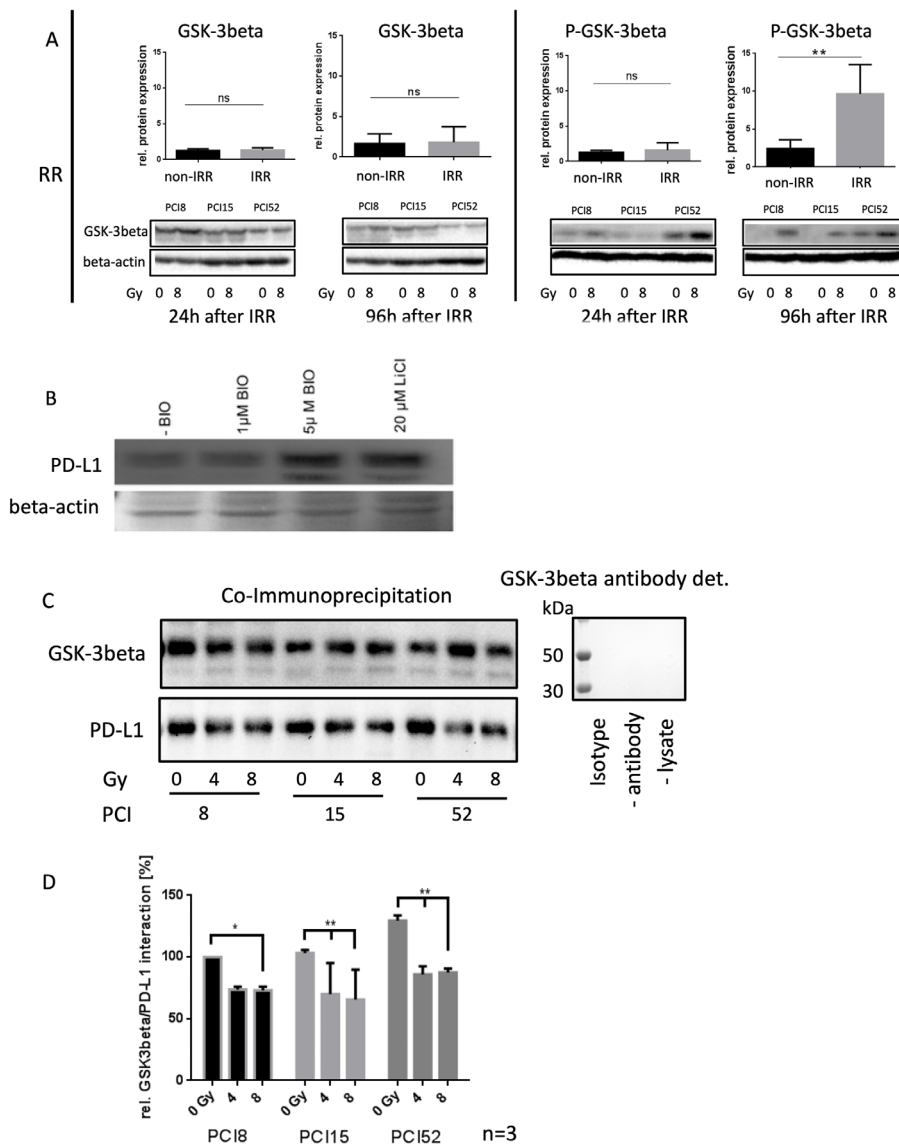 A
RR
GSK-3beta GSK-3beta P-GSK-3beta P-GSK-3beta
rel. protein expression
15
10
5
0
ns
non-IRR IRR
rel. protein expression
15
10
5
0
ns
non-IRR IRR
rel. protein expression
15
10
5
0
ns
non-IRR IRR
rel. protein expression
15
10
5
0
**
non-IRR IRR
PCI8 PCI15 PCI52 PCI8 PCI15 PCI52 PCI8 PCI15 PCI52 PCI8 PCI15 PCI52
GSK-3beta
beta-actin
Gy 0 8 0 8 0 8 0 8 0 8 0 8 0 8 0 8 0 8 0 8 0 8 0 8
24h after IRR 96h after IRR 24h after IRR 96h after IRR
B
- BIO
1µM BIO
5µ M BIO
20 µM LiCl
PD-L1
beta-actin
C
Co-Immunoprecipitation
GSK-3beta
PD-L1
Gy 0 4 8 0 4 8 0 4 8
PCI 8 15 52
GSK-3beta antibody det.
kDa
50
30
Isotype
- antibody
- lysate
D
rel. GSK3beta/PD-L1 interaction [%]
150
100
50
0
*
**
**
0 Gy 4 8 0 Gy 4 8 0 Gy 4 8
PCI8 PCI15 PCI52 n=3